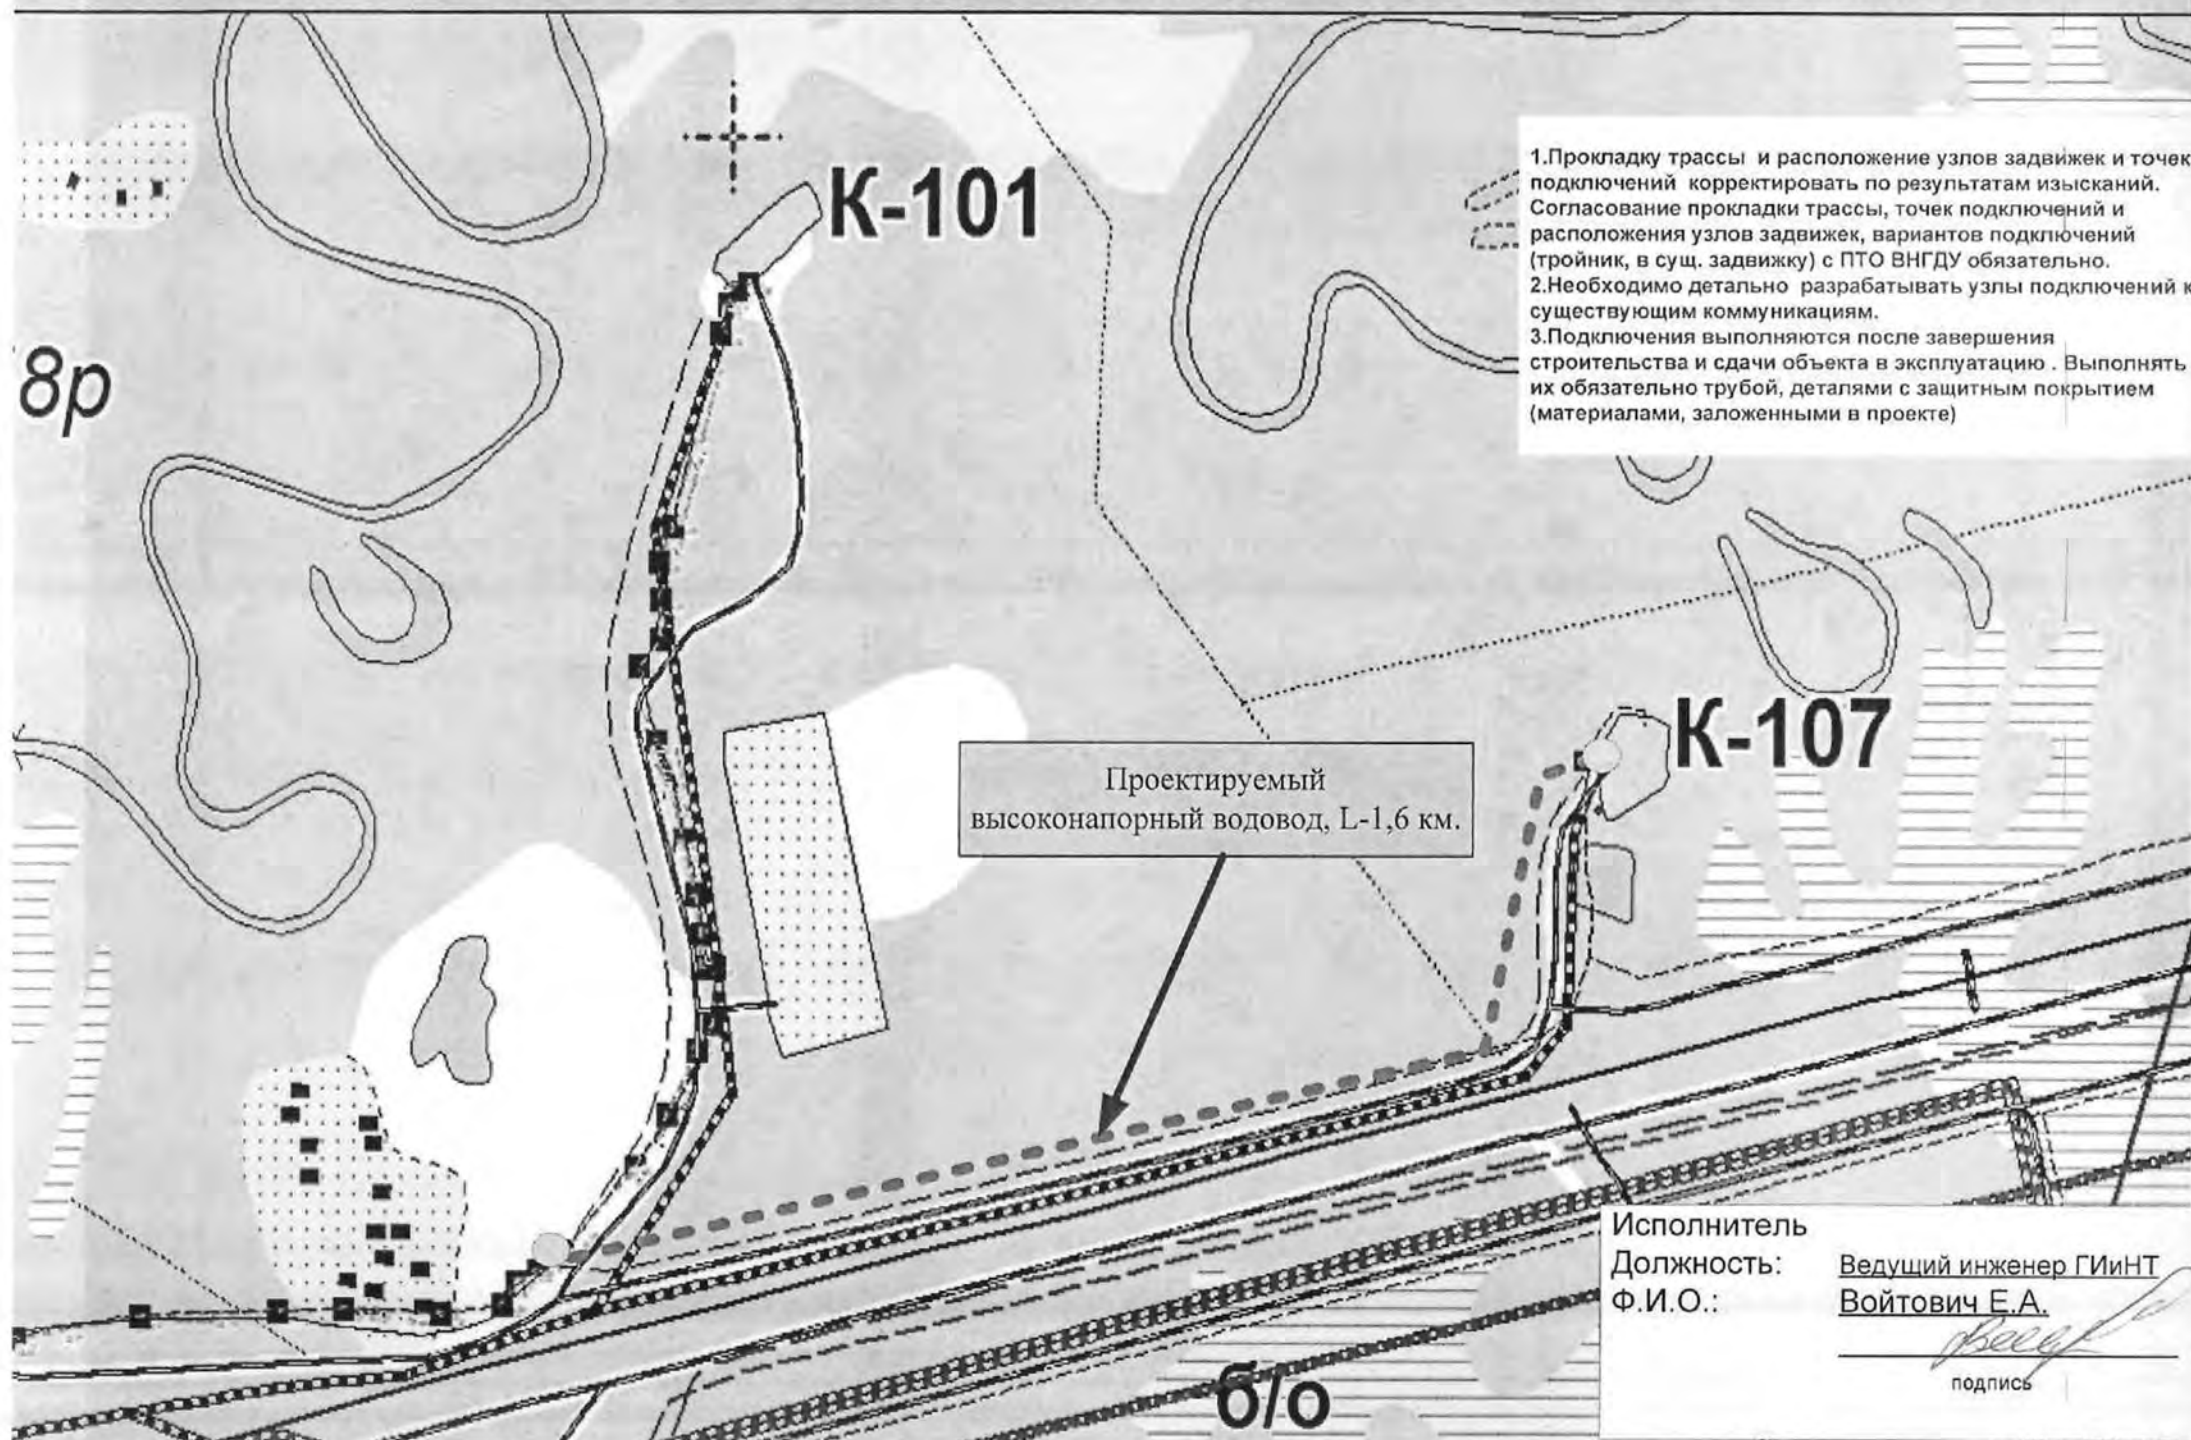 К-101
1.Прокладку трассы и расположение узлов задвижек и точек
подключений корректировать по результатам изысканий.
Согласование прокладки трассы, точек подключений и
расположения узлов задвижек, вариантов подключений
(тройник, в сущ. задвижку) с ПТО ВНГДУ обязательно.
2.Необходимо детально разрабатывать узлы подключений к
существующим коммуникациям.
3.Подключения выполняются после завершения
строительства и сдачи объекта в эксплуатацию . Выполнять
их обязательно трубой, деталями с защитным покрытием
(материалами, заложенными в проекте)
8р
К-107
Проектируемый
высоконапорный водовод, L-1,6 км.
Исполнитель
Должность: Ведущий инженер ГИиНТ
Ф.И.О.: Войтович Е.А.
подпись
б/о